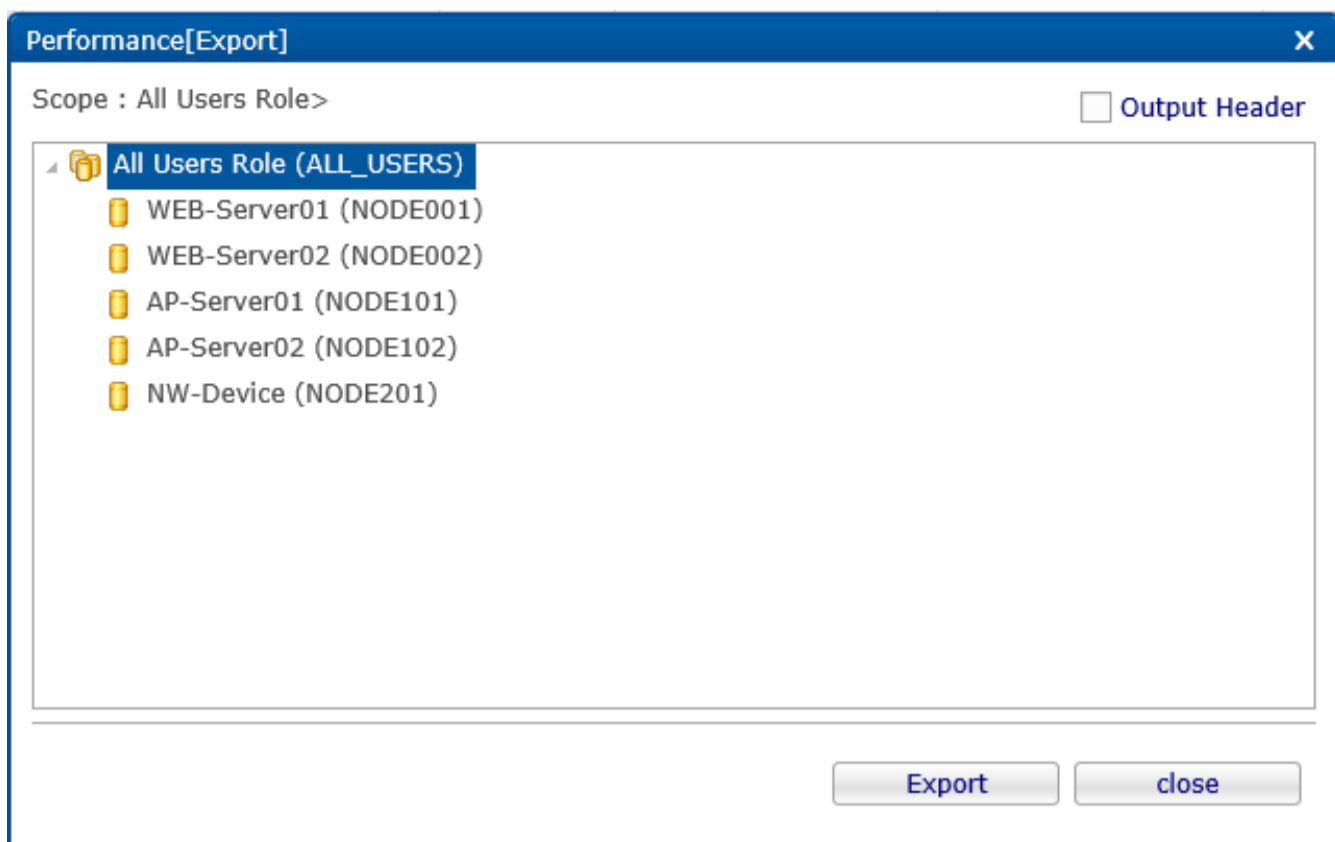 Performance[Export]
Scope : All Users Role>
Output Header
All Users Role (ALL_USERS)
WEB-Server01 (NODE001)
WEB-Server02 (NODE002)
AP-Server01 (NODE101)
AP-Server02 (NODE102)
NW-Device (NODE201)
Export
close